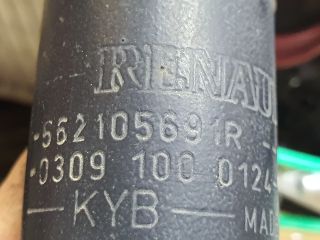 RENAU
-562105691R -
-0309 100 0124-
— KYB — MAD